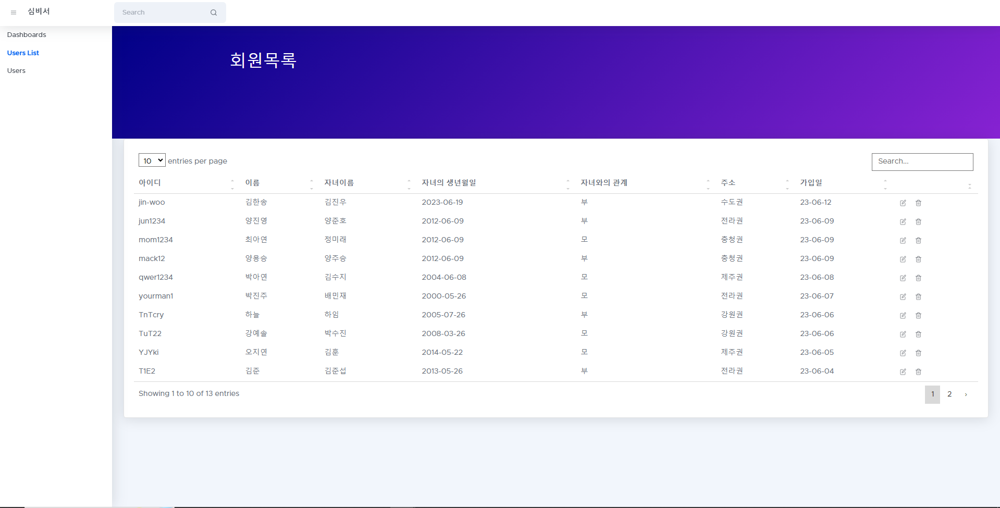 심비서 Search
Dashboards
Users List
Users
회원목록
10 entries per page Search...
아이디 이름 자녀이름 자녀의 생년월일 자녀와의 관계 주소 가입일
jin-woo 김한송 김진우 2023-06-19 부 수도권 23-06-12
jun1234 양진영 양준호 2012-06-09 부 전라권 23-06-09
mom1234 최아연 정미래 2012-06-09 모 충청권 23-06-09
mack12 양용승 양주승 2012-06-09 부 충청권 23-06-09
qwer1234 박아연 김수지 2004-06-08 모 제주권 23-06-08
yourman1 박진주 배민재 2000-05-26 모 전라권 23-06-07
TnTcry 하늘 하임 2005-07-26 부 강원권 23-06-06
TuT22 강예솔 박수진 2008-03-26 모 강원권 23-06-06
YJYki 오지연 김훈 2014-05-22 모 제주권 23-06-05
T1E2 김준 김준섭 2013-05-26 부 전라권 23-06-04
Showing 1 to 10 of 13 entries 1 2 ›